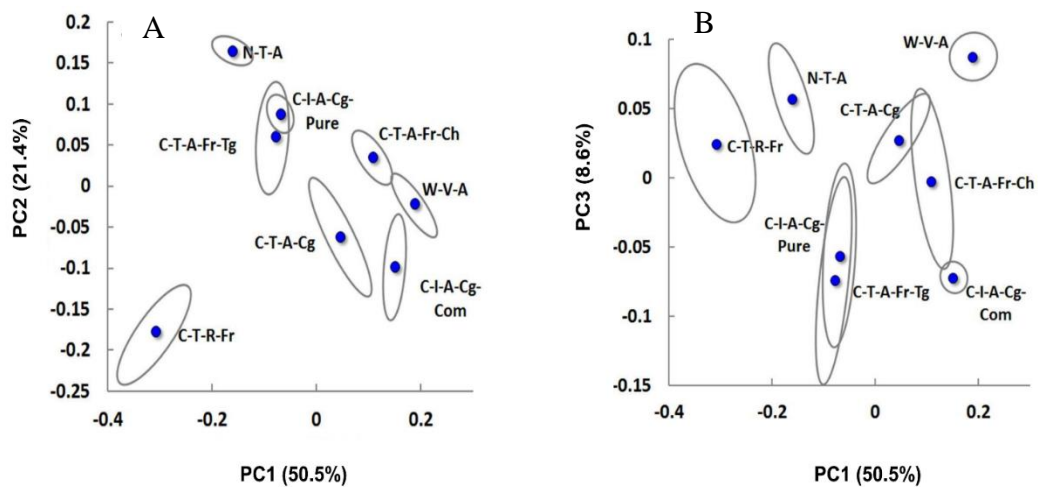 A
PC2 (21.4%)
0.2
0.15
0.1
0.05
0
-0.05
-0.1
-0.15
-0.2
-0.25
N-T-A
C-I-A-Cg-
Pure
C-T-A-Fr-Tg
C-T-A-Fr-Ch
W-V-A
C-T-A-Cg
C-I-A-Cg-
Com
C-T-R-Fr
-0.4
-0.2
0
0.2
PC1 (50.5%)
B
PC3 (8.6%)
0.1
0.05
0
-0.05
-0.1
-0.15
W-V-A
N-T-A
C-T-A-Cg
C-T-R-Fr
C-T-A-Fr-Ch
C-I-A-Cg-
Pure
C-T-A-Fr-Tg
C-I-A-Cg-
Com
-0.4
-0.2
0
0.2
PC1 (50.5%)